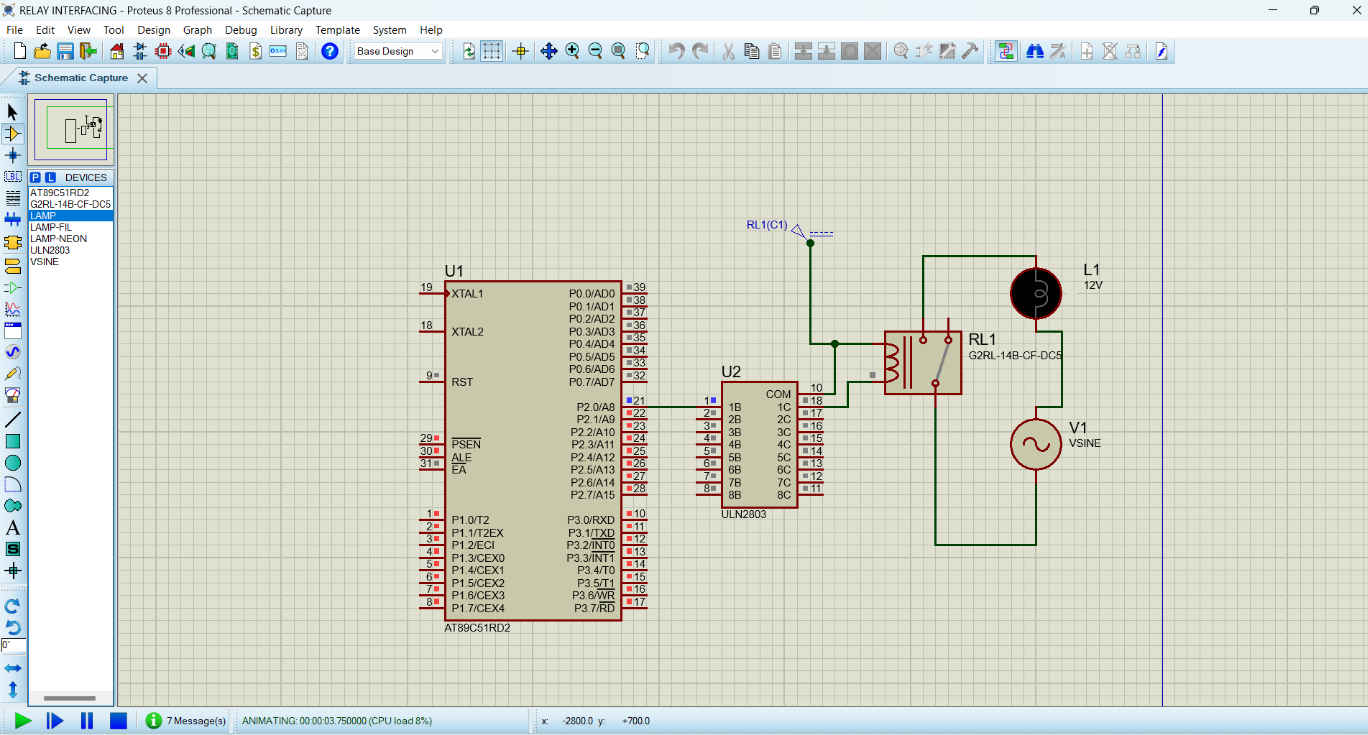 RELAY INTERFACING - Proteus 8 Professional - Schematic Capture
File Edit View Tool Design Graph Debug Library Template System Help
Base Design
Schematic Capture
P L DEVICES
AT89C51RD2
G2RL-14B-CF-DC5
LAMP
LAMP-FIL
LAMP-NEON
ULN2803
VSINE
LBL
A
S
0°
RL1(C1)
U1
19 XTAL1
18 XTAL2
9 RST
29 PSEN
30 ALE
31 EA
1 P1.0/T2
2 P1.1/T2EX
3 P1.2/ECI
4 P1.3/CEX0
5 P1.4/CEX1
6 P1.5/CEX2
7 P1.6/CEX3
8 P1.7/CEX4
P0.0/AD0 39
P0.1/AD1 38
P0.2/AD2 37
P0.3/AD3 36
P0.4/AD4 35
P0.5/AD5 34
P0.6/AD6 33
P0.7/AD7 32
P2.0/A8 21
P2.1/A9 22
P2.2/A10 23
P2.3/A11 24
P2.4/A12 25
P2.5/A13 26
P2.6/A14 27
P2.7/A15 28
P3.0/RXD 10
P3.1/TXD 11
P3.2/INT0 12
P3.3/INT1 13
P3.4/T0 14
P3.5/T1 15
P3.6/WR 16
P3.7/RD 17
AT89C51RD2
U2
COM 10
1 1B 1C 18
2 2B 2C 17
3 3B 3C 16
4 4B 4C 15
5 5B 5C 14
6 6B 6C 13
7 7B 7C 12
8 8B 8C 11
ULN2803
RL1
G2RL-14B-CF-DC5
L1
12V
V1
VSINE
7 Message(s) ANIMATING: 00:00:03.750000 (CPU load 8%) x: -2800.0 y: +700.0